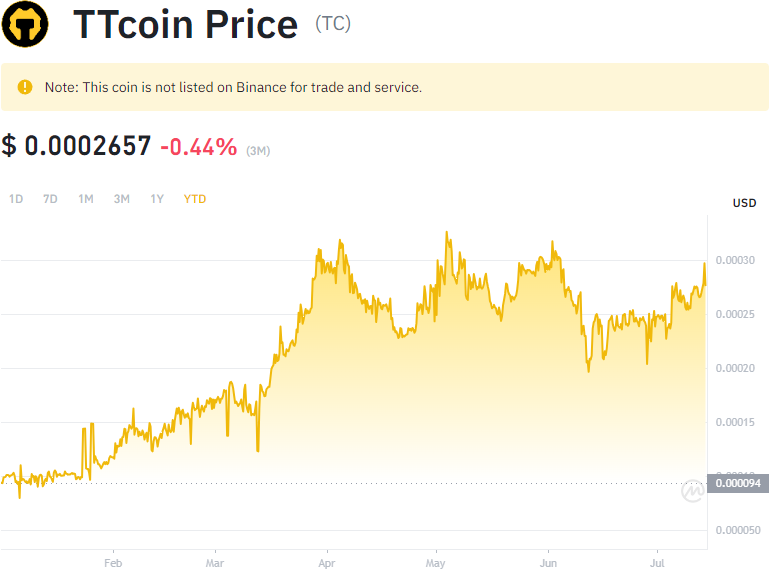 TTcoin Price (TC)
Note: This coin is not listed on Binance for trade and service.
$ 0.0002657 -0.44% (3M)
1D 7D 1M 3M 1Y YTD
USD
0.00030
0.00025
0.00020
0.00015
0.000094
0.000050
Feb Mar Apr May Jun Jul